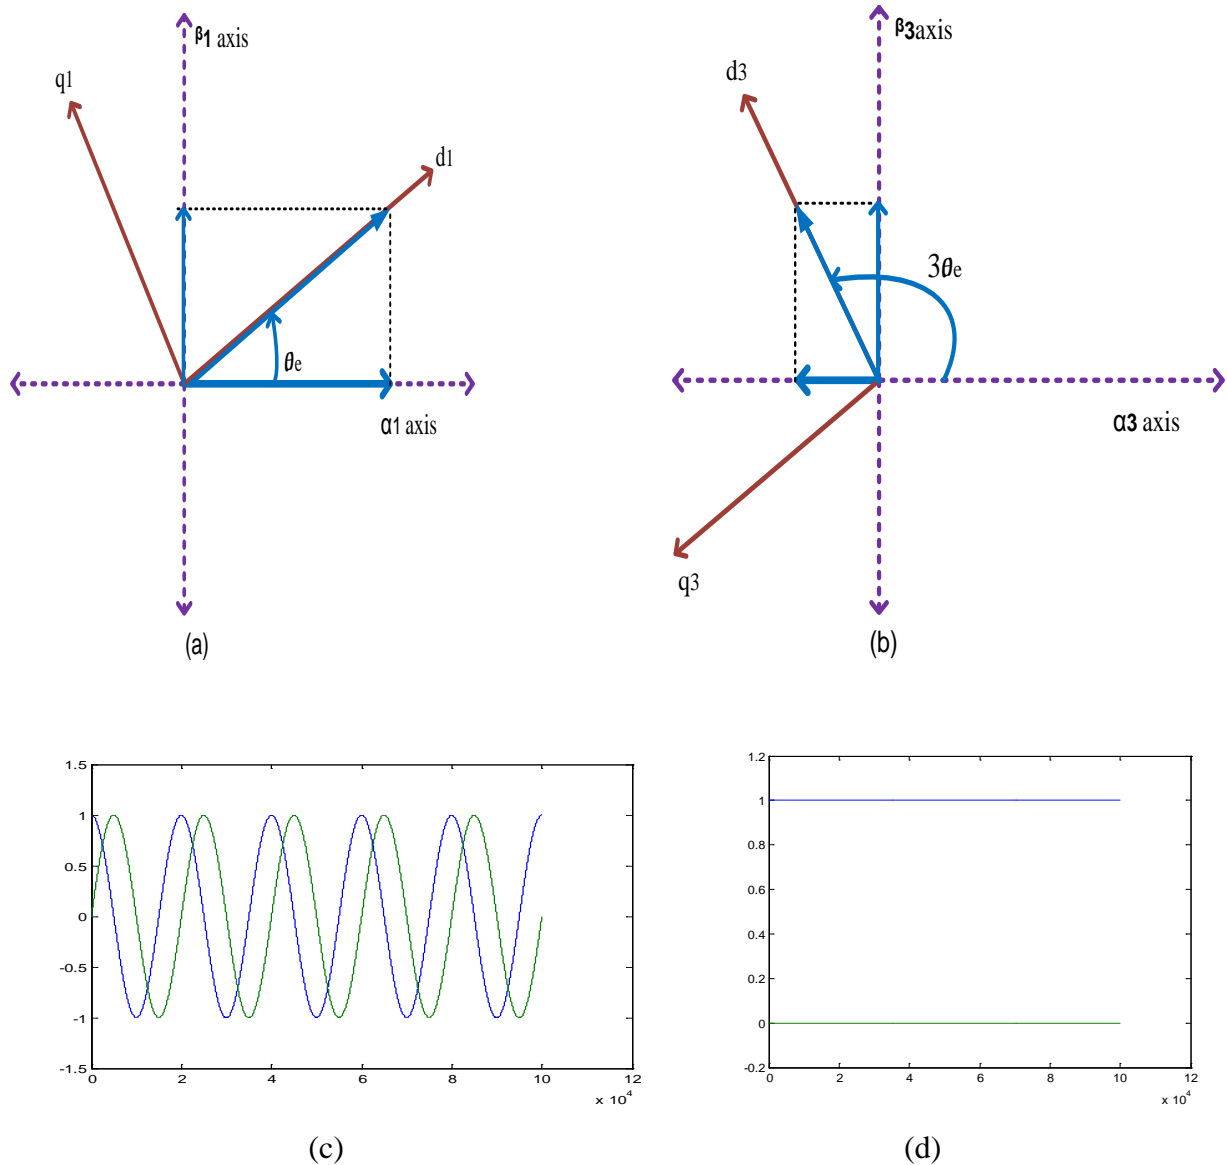 β1 axis
q1
d1
θe
α1 axis
(a)
β3axis
d3
3θe
α3 axis
q3
(b)
1.5
1
0.5
0
-0.5
-1
-1.5
0 2 4 6 8 10 12
x 10^4
(c)
1.2
1
0.8
0.6
0.4
0.2
0
-0.2
0 2 4 6 8 10 12
x 10^4
(d)